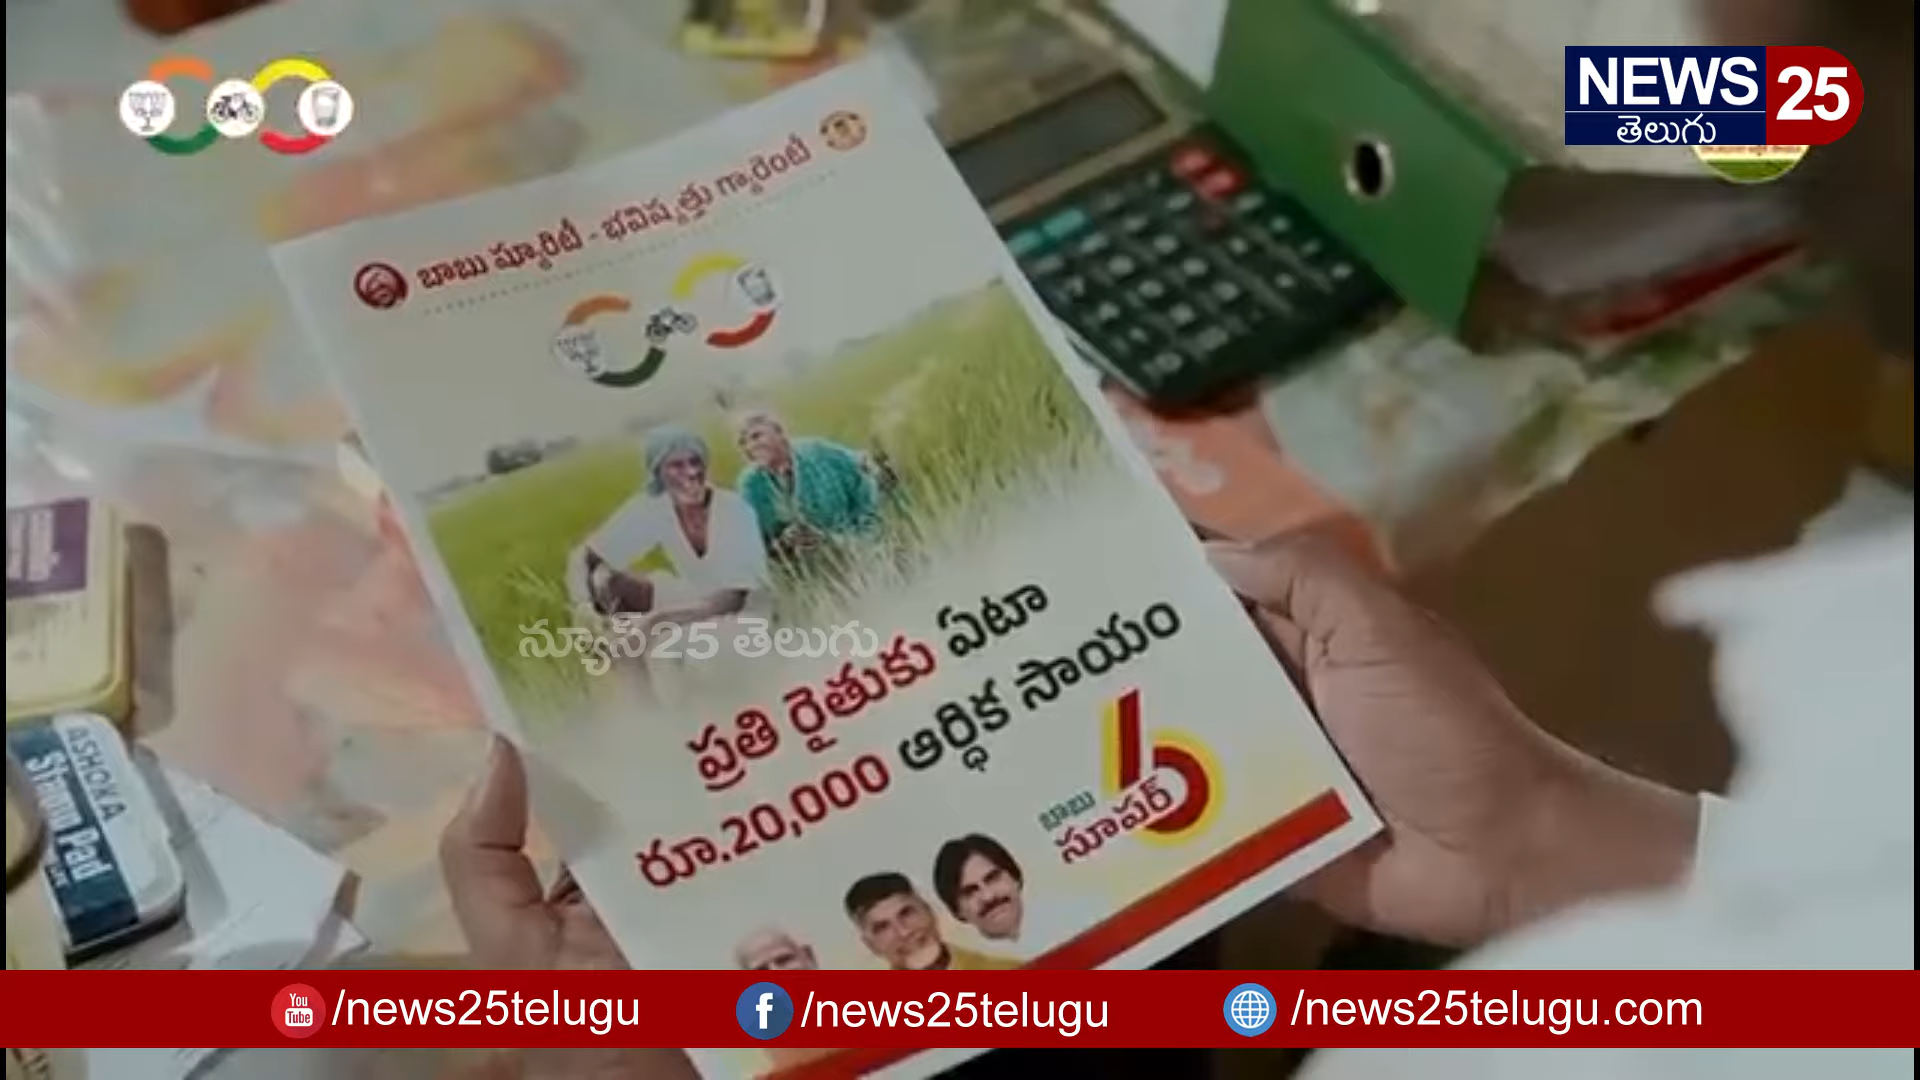 NEWS 25
తెలుగు
బాబు ష్యూరిటీ - భవిష్యత్తు గ్యారెంటీ
న్యూస్25 తెలుగు
ప్రతి రైతుకు ఏటా
రూ.20,000 ఆర్థిక సాయం
బాబు
సూపర్ 6
ASHOKA
Stamp Pad
/news25telugu
/news25telugu
/news25telugu.com